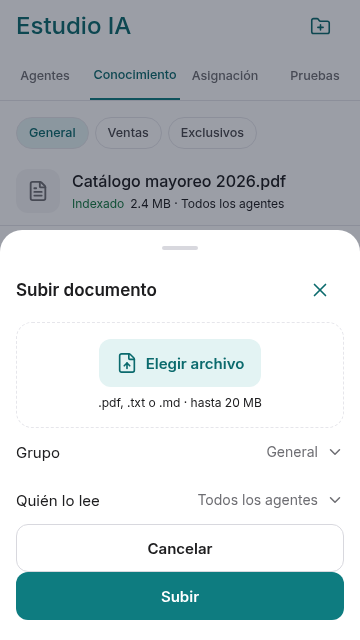 Estudio IA
Agentes Conocimiento Asignación Pruebas
General Ventas Exclusivos
Catálogo mayoreo 2026.pdf
Indexado 2.4 MB · Todos los agentes
Subir documento
Elegir archivo
.pdf, .txt o .md · hasta 20 MB
Grupo General
Quién lo lee Todos los agentes
Cancelar
Subir